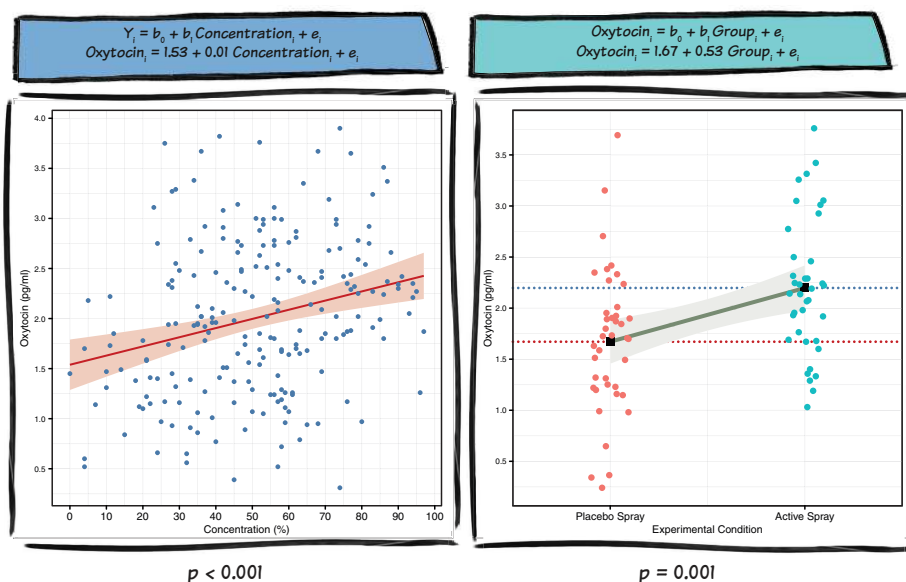 Yᵢ = b₀ + b₁ Concentrationᵢ + eᵢ
Oxytocinᵢ = 1.53 + 0.01 Concentrationᵢ + eᵢ
Oxytocinᵢ = b₀ + b₁ Groupᵢ + eᵢ
Oxytocinᵢ = 1.67 + 0.53 Groupᵢ + eᵢ
Oxytocin (pg/ml)
4.0
3.5
3.0
2.5
2.0
1.5
1.0
0.5
0 10 20 30 40 50 60 70 80 90 100
Concentration (%)
p < 0.001
Oxytocin (pg/ml)
3.5
3.0
2.5
2.0
1.5
1.0
0.5
Placebo Spray Active Spray
Experimental Condition
p = 0.001